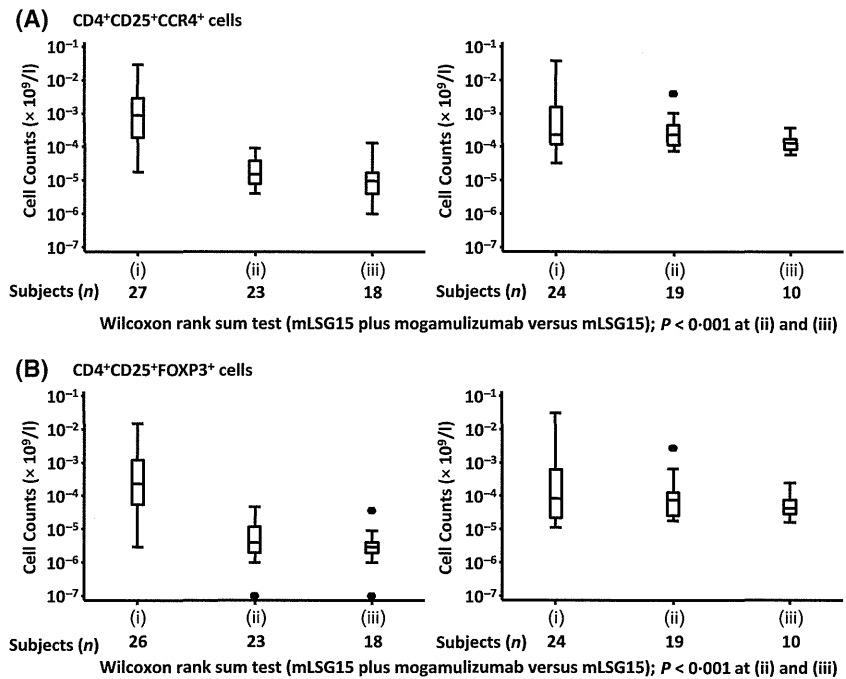 (A) CD4⁺CD25⁺CCR4⁺ cells
Cell Counts (× 10⁹/l)
10⁻¹
10⁻²
10⁻³
10⁻⁴
10⁻⁵
10⁻⁶
10⁻⁷
(i) (ii) (iii)
Subjects (n) 27 23 18
Cell Counts (× 10⁹/l)
10⁻¹
10⁻²
10⁻³
10⁻⁴
10⁻⁵
10⁻⁶
10⁻⁷
(i) (ii) (iii)
Subjects (n) 24 19 10
Wilcoxon rank sum test (mLSG15 plus mogamulizumab versus mLSG15); P < 0·001 at (ii) and (iii)
(B) CD4⁺CD25⁺FOXP3⁺ cells
Cell Counts (× 10⁹/l)
10⁻¹
10⁻²
10⁻³
10⁻⁴
10⁻⁵
10⁻⁶
10⁻⁷
(i) (ii) (iii)
Subjects (n) 26 23 18
Cell Counts (× 10⁹/l)
10⁻¹
10⁻²
10⁻³
10⁻⁴
10⁻⁵
10⁻⁶
10⁻⁷
(i) (ii) (iii)
Subjects (n) 24 19 10
Wilcoxon rank sum test (mLSG15 plus mogamulizumab versus mLSG15); P < 0·001 at (ii) and (iii)